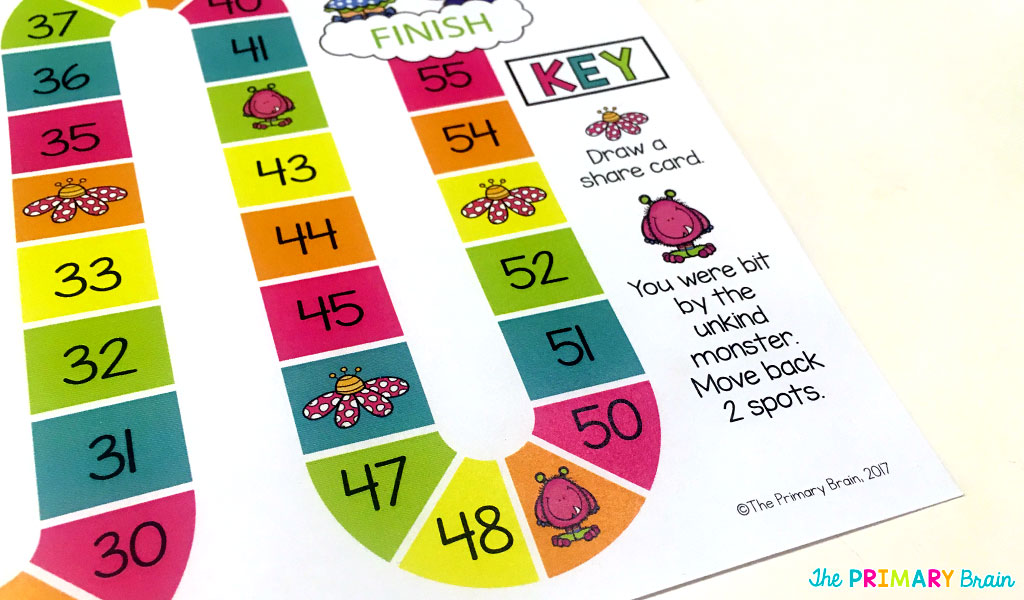 37
36
35
33
32
31
30
40
41
43
44
45
47
48
50
51
52
54
55
FINISH
KEY
Draw a
share card.
You were bit
by the
unkind
monster.
Move back
2 spots.
©The Primary Brain, 2017
The PRIMARY Brain